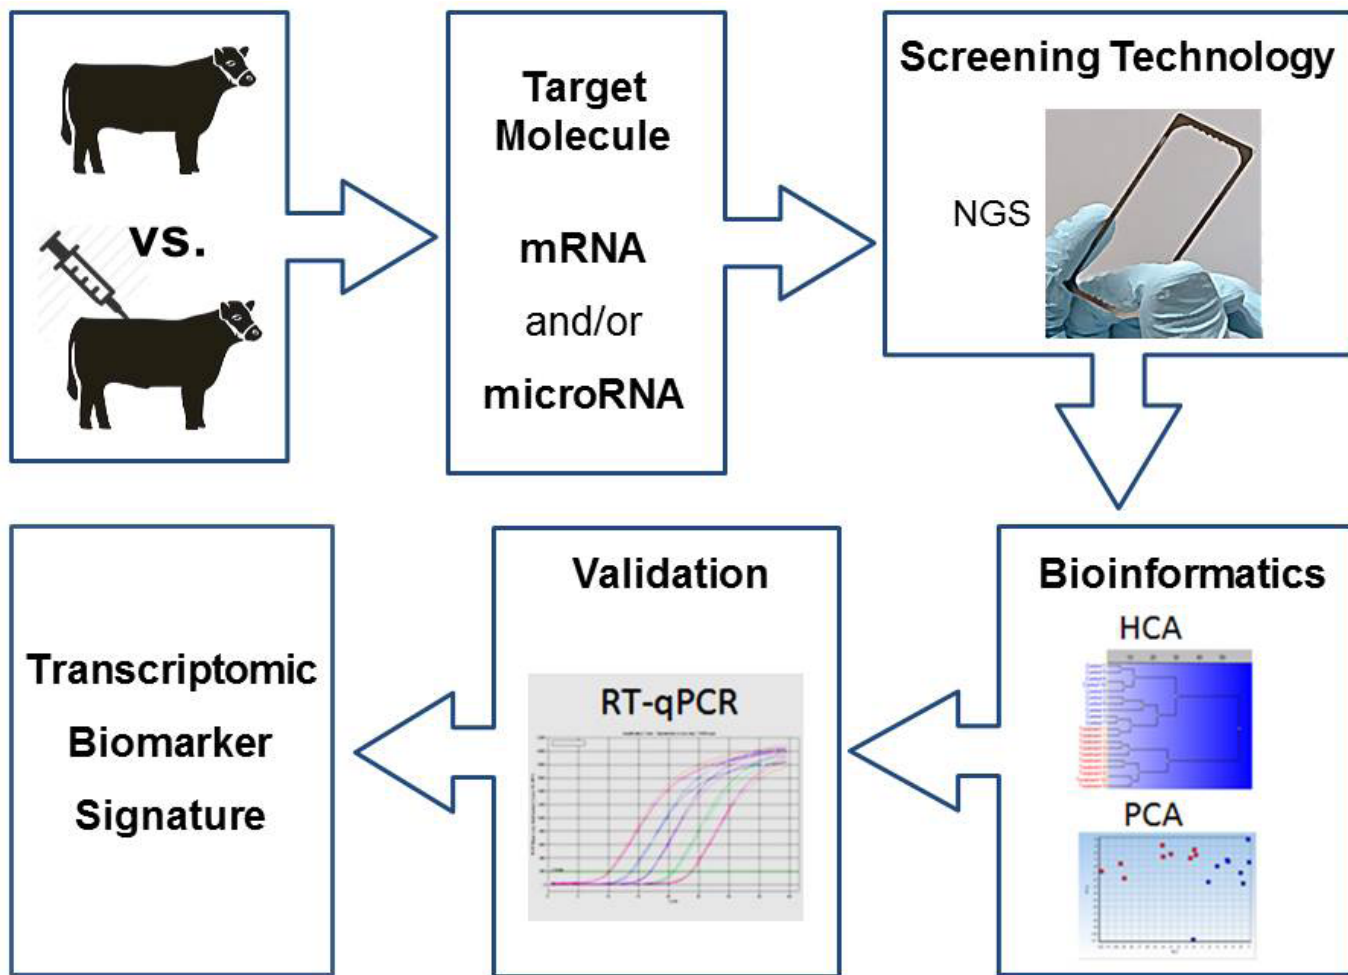 vs.
Target
Molecule
mRNA
and/or
microRNA
Screening Technology
NGS
Bioinformatics
HCA
PCA
Validation
RT-qPCR
Transcriptomic
Biomarker
Signature